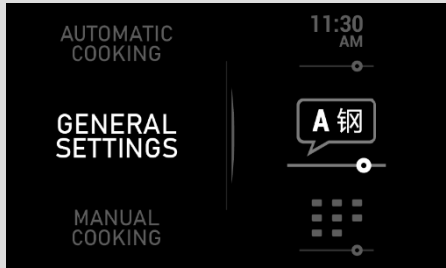 AUTOMATIC
COOKING
11:30
AM
GENERAL
SETTINGS
A 钢
MANUAL
COOKING